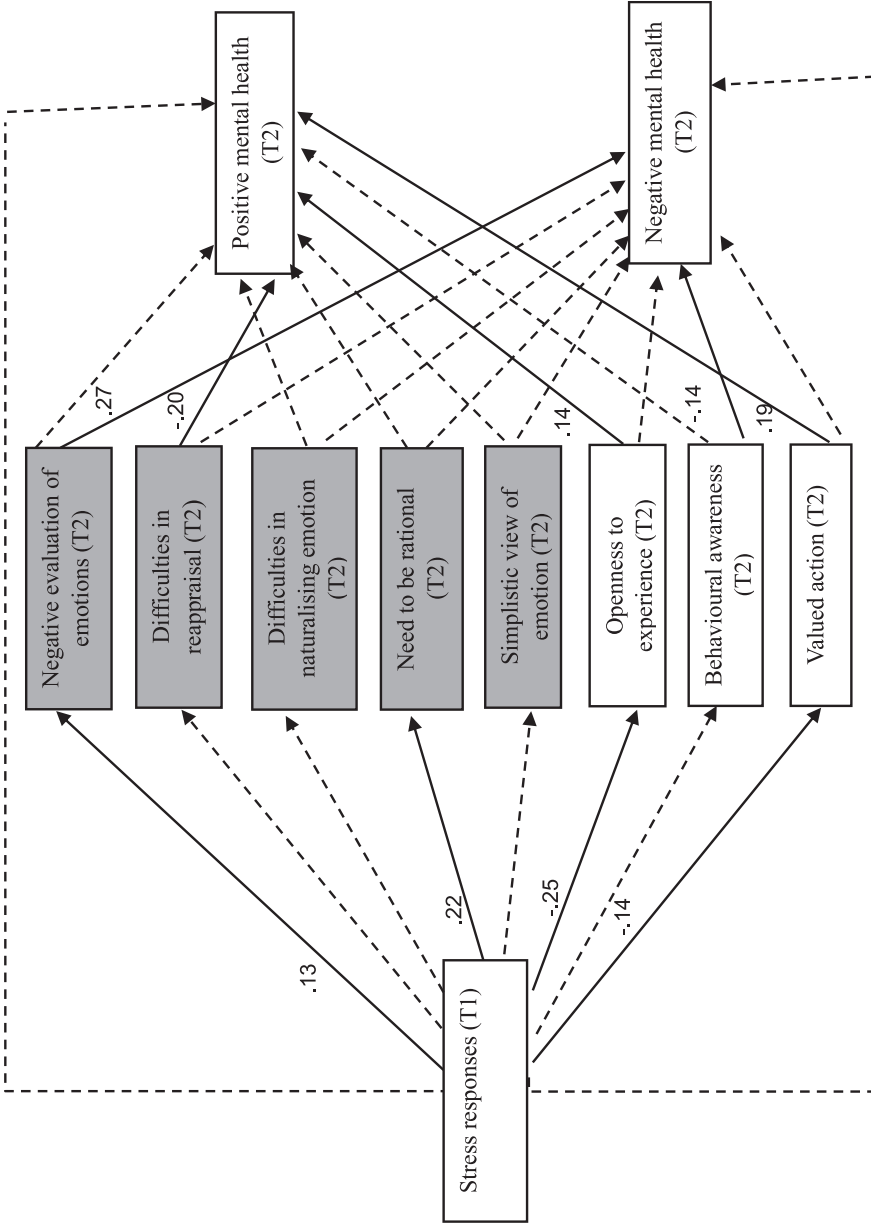 Stress responses (T1)
.13
.22
-.25
-.14
Negative evaluation of
emotions (T2)
Difficulties in
reappraisal (T2)
Difficulties in
naturalising emotion
(T2)
Need to be rational
(T2)
Simplistic view of
emotion (T2)
Openness to
experience (T2)
Behavioural awareness
(T2)
Valued action (T2)
.27
-.20
.14
-.14
.19
Positive mental health
(T2)
Negative mental health
(T2)